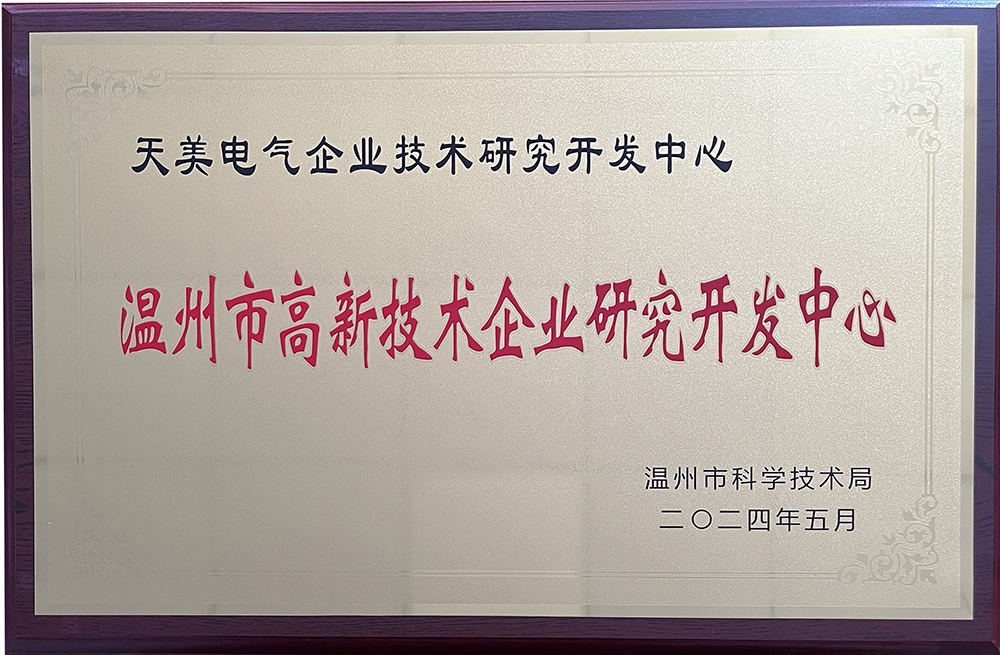 天美电气企业技术研究开发中心
温州市高新技术企业研究开发中心
温州市科学技术局
二〇二四年五月